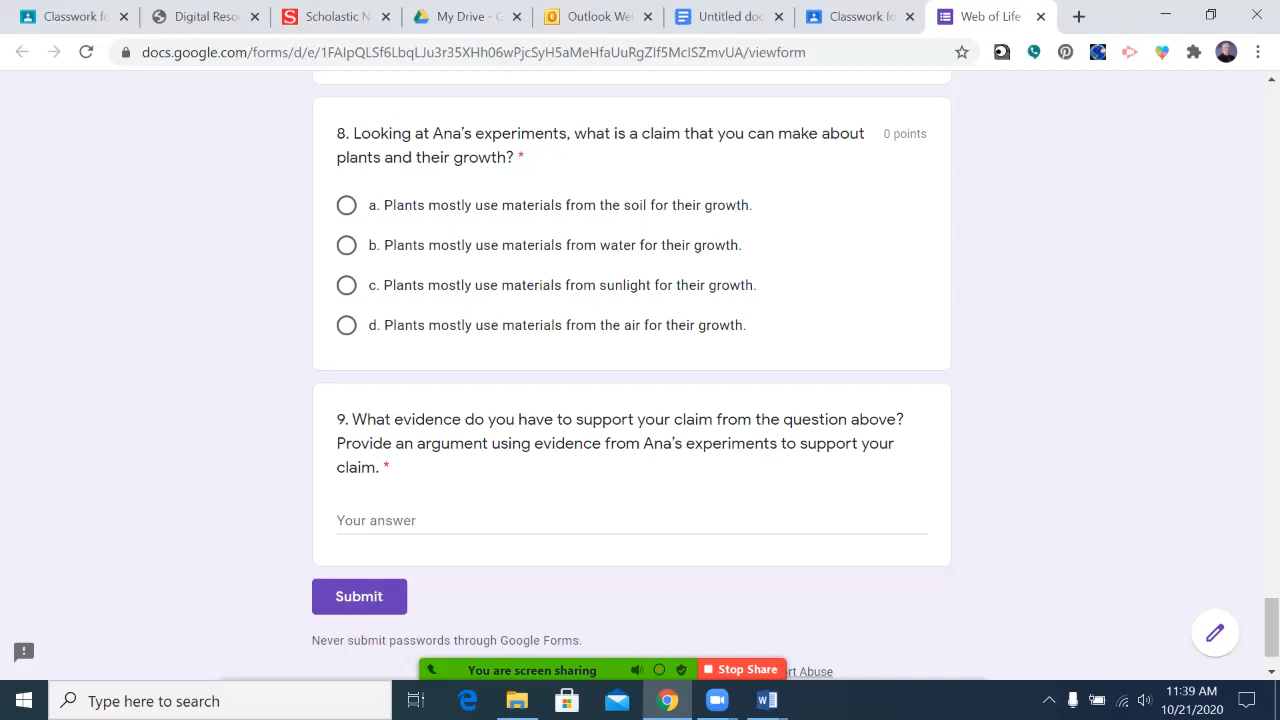 Classwork fo
Digital Reso
Scholastic N
My Drive - G
Outlook We
Untitled doc
Classwork fo
Web of Life
docs.google.com/forms/d/e/1FAIpQLSf6LbqLJu3r35XHh06wPjcSyH5aMeHfaUuRgZIf5McISZmvUA/viewform
8. Looking at Ana's experiments, what is a claim that you can make about
0 points
plants and their growth? *
a. Plants mostly use materials from the soil for their growth.
b. Plants mostly use materials from water for their growth.
c. Plants mostly use materials from sunlight for their growth.
d. Plants mostly use materials from the air for their growth.
9. What evidence do you have to support your claim from the question above?
Provide an argument using evidence from Ana's experiments to support your
claim. *
Your answer
Submit
Never submit passwords through Google Forms.
You are screen sharing
Stop Share
rt Abuse
Type here to search
11:39 AM
10/21/2020